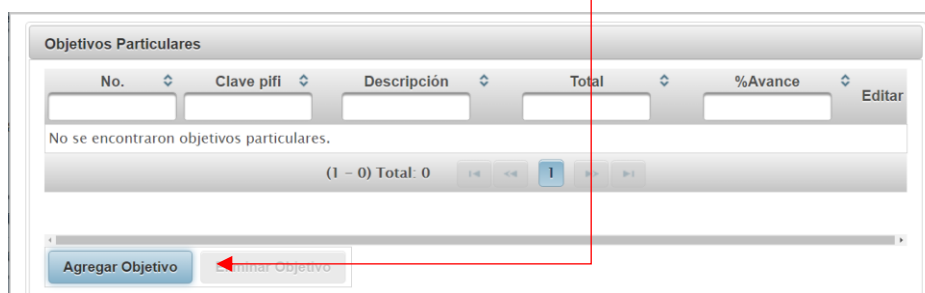 Objetivos Particulares
No. Clave pifi Descripción Total %Avance Editar
No se encontraron objetivos particulares.
(1 - 0) Total: 0 1
Agregar Objetivo Eliminar Objetivo